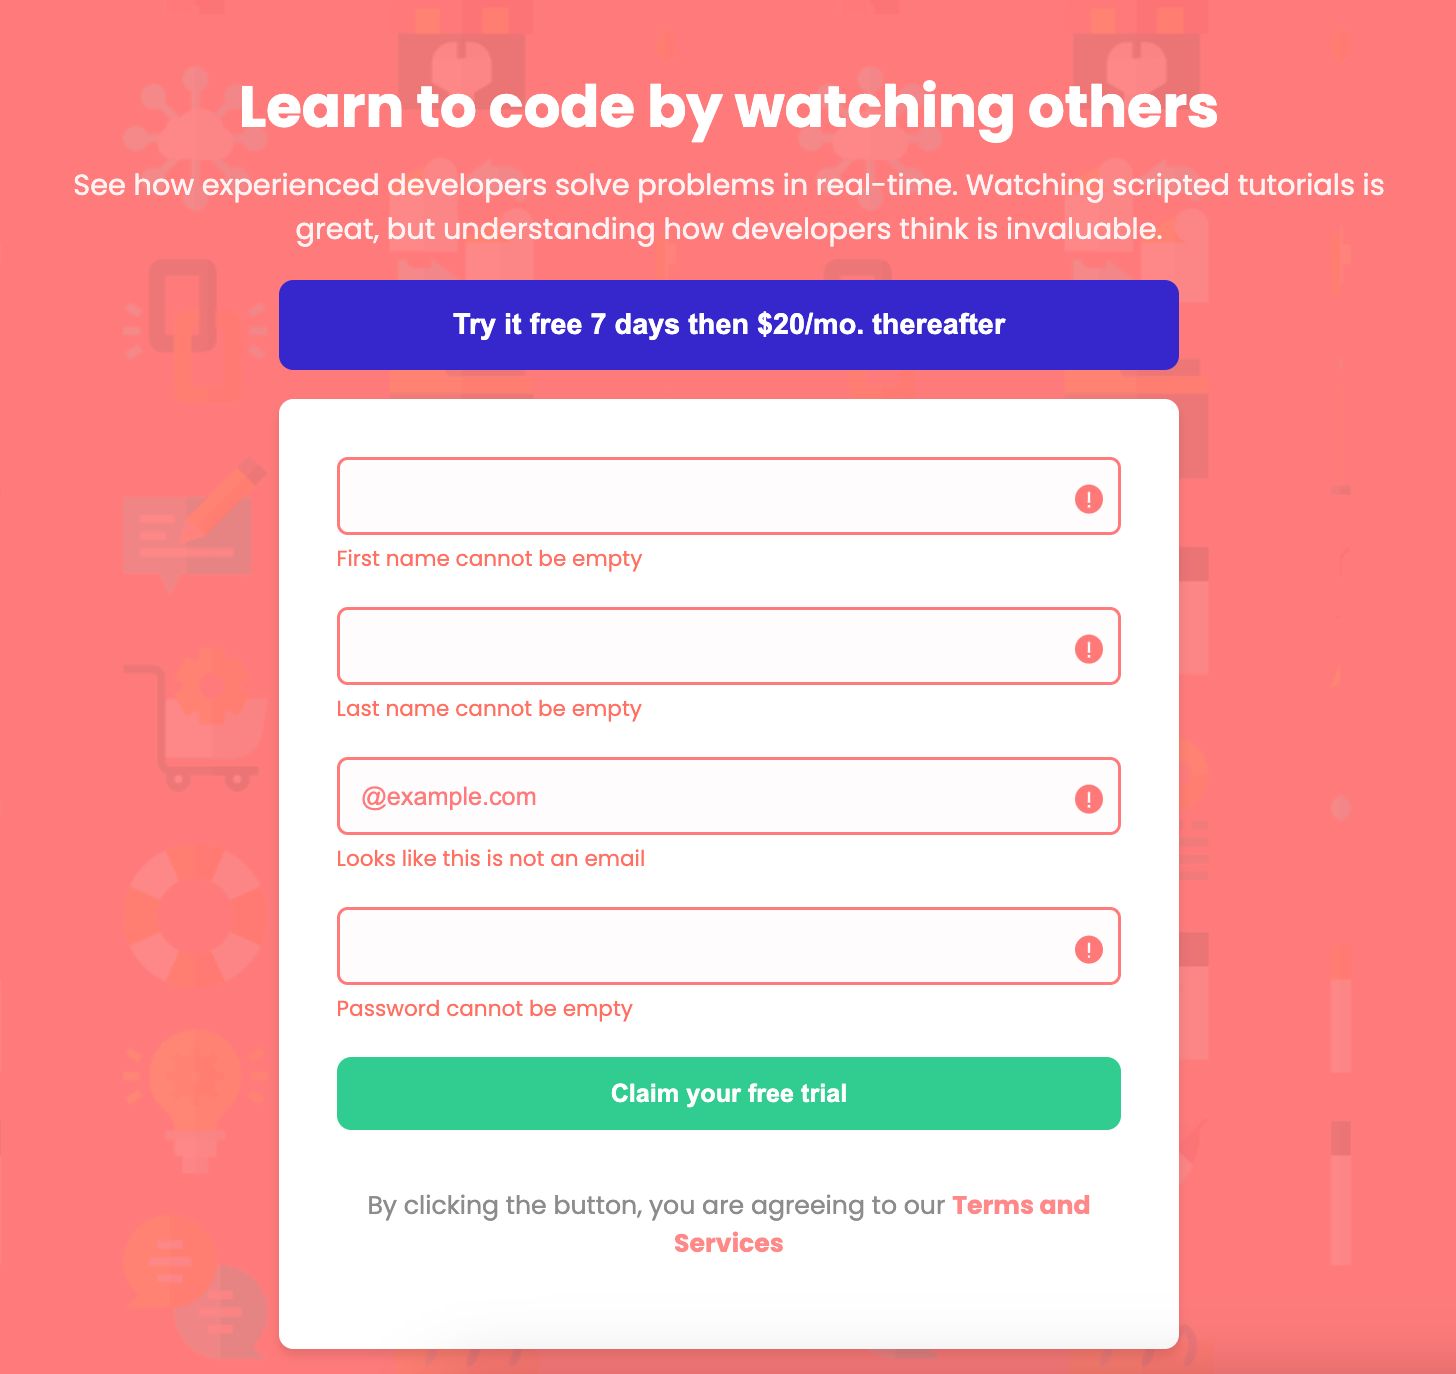 Learn to code by watching others
See how experienced developers solve problems in real-time. Watching scripted tutorials is
great, but understanding how developers think is invaluable.
Try it free 7 days then $20/mo. thereafter
First name cannot be empty
Last name cannot be empty
@example.com
Looks like this is not an email
Password cannot be empty
Claim your free trial
By clicking the button, you are agreeing to our Terms and
Services